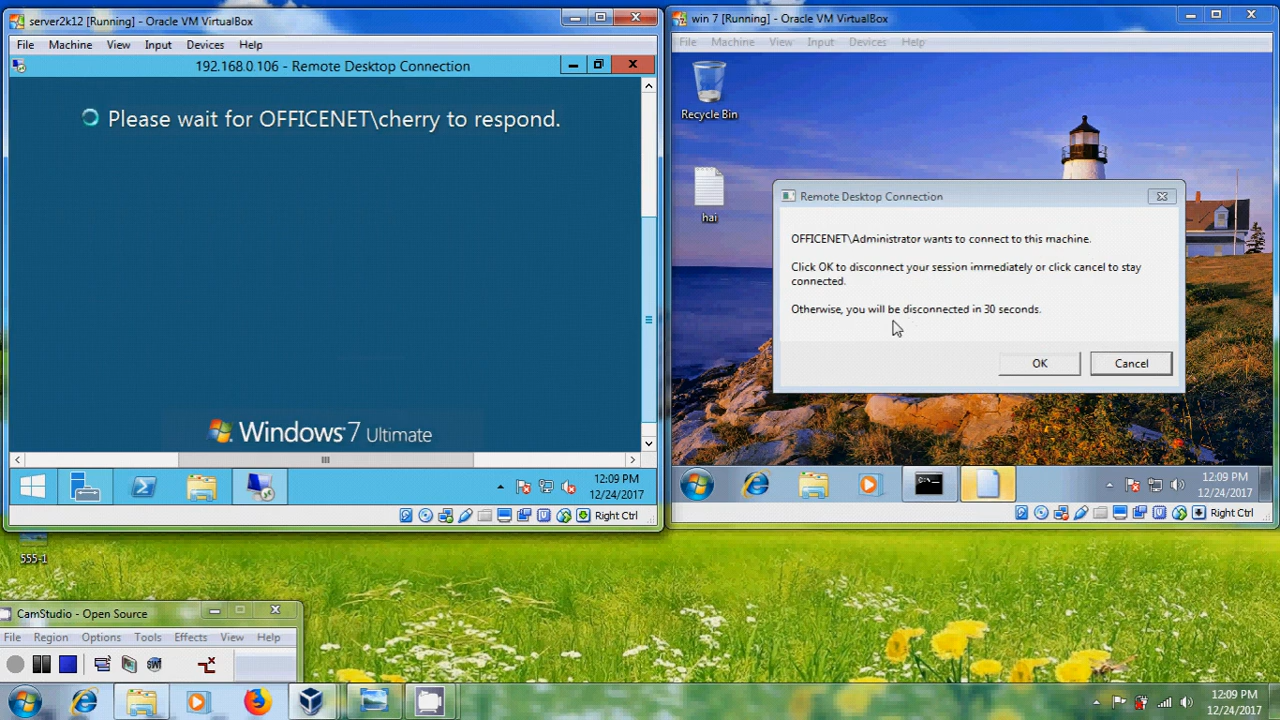 server2k12 [Running] - Oracle VM VirtualBox
File Machine View Input Devices Help
192.168.0.106 - Remote Desktop Connection
Please wait for OFFICENET\cherry to respond.
Windows 7 Ultimate
12:09 PM
12/24/2017
Right Ctrl
win 7 [Running] - Oracle VM VirtualBox
File Machine View Input Devices Help
Recycle Bin
hai
Remote Desktop Connection
OFFICENET\Administrator wants to connect to this machine.
Click OK to disconnect your session immediately or click cancel to stay
connected.
Otherwise, you will be disconnected in 30 seconds.
OK Cancel
12:09 PM
12/24/2017
Right Ctrl
555-1
CamStudio - Open Source
File Region Options Tools Effects View Help
12:09 PM
12/24/2017